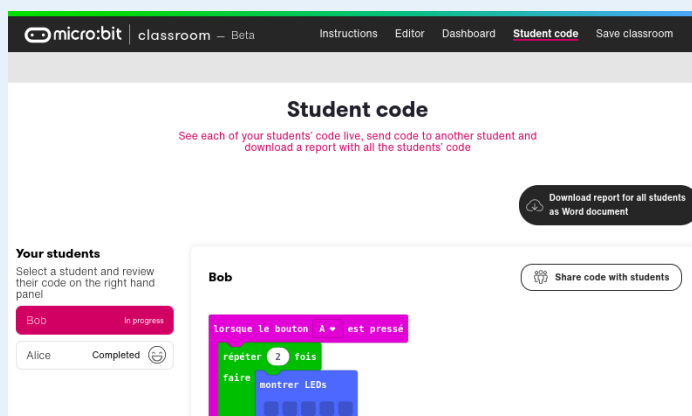 micro:bit classroom – Beta Instructions Editor Dashboard Student code Save classroom
Student code
See each of your students' code live, send code to another student and
download a report with all the students' code
Download report for all students
as Word document
Your students
Select a student and review
their code on the right hand
panel
Bob In progress
Alice Completed
Bob
Share code with students
lorsque le bouton A est pressé
répéter 2 fois
faire
montrer LEDs